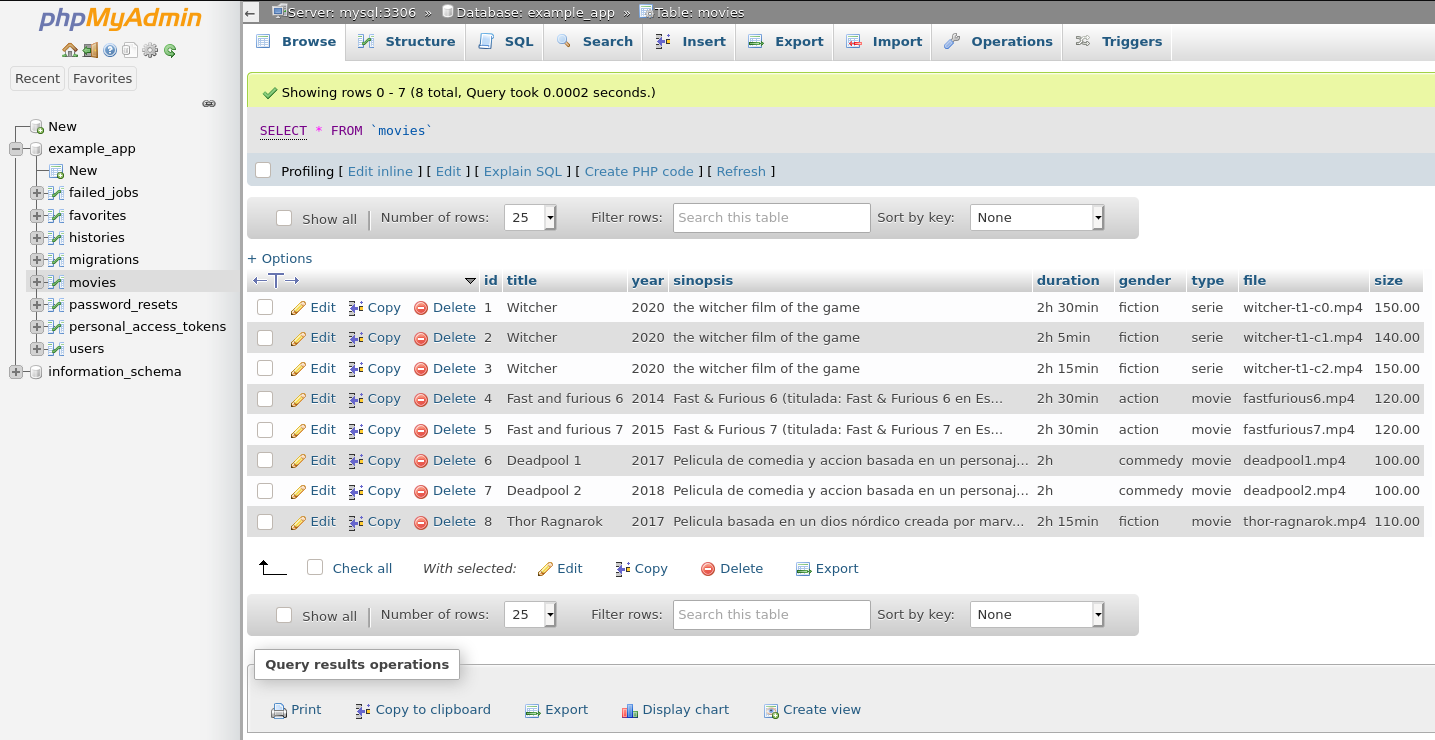 phpMyAdmin
Recent Favorites
New
example_app
New
failed_jobs
favorites
histories
migrations
movies
password_resets
personal_access_tokens
users
information_schema
← Server: mysql:3306 » Database: example_app » Table: movies
Browse Structure SQL Search Insert Export Import Operations Triggers
Showing rows 0 - 7 (8 total, Query took 0.0002 seconds.)
SELECT * FROM `movies`
Profiling [ Edit inline ] [ Edit ] [ Explain SQL ] [ Create PHP code ] [ Refresh ]
Show all Number of rows: 25 Filter rows: Search this table Sort by key: None
+ Options
←T→ id title year sinopsis duration gender type file size
Edit Copy Delete 1 Witcher 2020 the witcher film of the game 2h 30min fiction serie witcher-t1-c0.mp4 150.00
Edit Copy Delete 2 Witcher 2020 the witcher film of the game 2h 5min fiction serie witcher-t1-c1.mp4 140.00
Edit Copy Delete 3 Witcher 2020 the witcher film of the game 2h 15min fiction serie witcher-t1-c2.mp4 150.00
Edit Copy Delete 4 Fast and furious 6 2014 Fast & Furious 6 (titulada: Fast & Furious 6 en Es... 2h 30min action movie fastfurious6.mp4 120.00
Edit Copy Delete 5 Fast and furious 7 2015 Fast & Furious 7 (titulada: Fast & Furious 7 en Es... 2h 30min action movie fastfurious7.mp4 120.00
Edit Copy Delete 6 Deadpool 1 2017 Pelicula de comedia y accion basada en un personaj... 2h commedy movie deadpool1.mp4 100.00
Edit Copy Delete 7 Deadpool 2 2018 Pelicula de comedia y accion basada en un personaj... 2h commedy movie deadpool2.mp4 100.00
Edit Copy Delete 8 Thor Ragnarok 2017 Pelicula basada en un dios nórdico creada por marv... 2h 15min fiction movie thor-ragnarok.mp4 110.00
Check all With selected: Edit Copy Delete Export
Show all Number of rows: 25 Filter rows: Search this table Sort by key: None
Query results operations
Print Copy to clipboard Export Display chart Create view